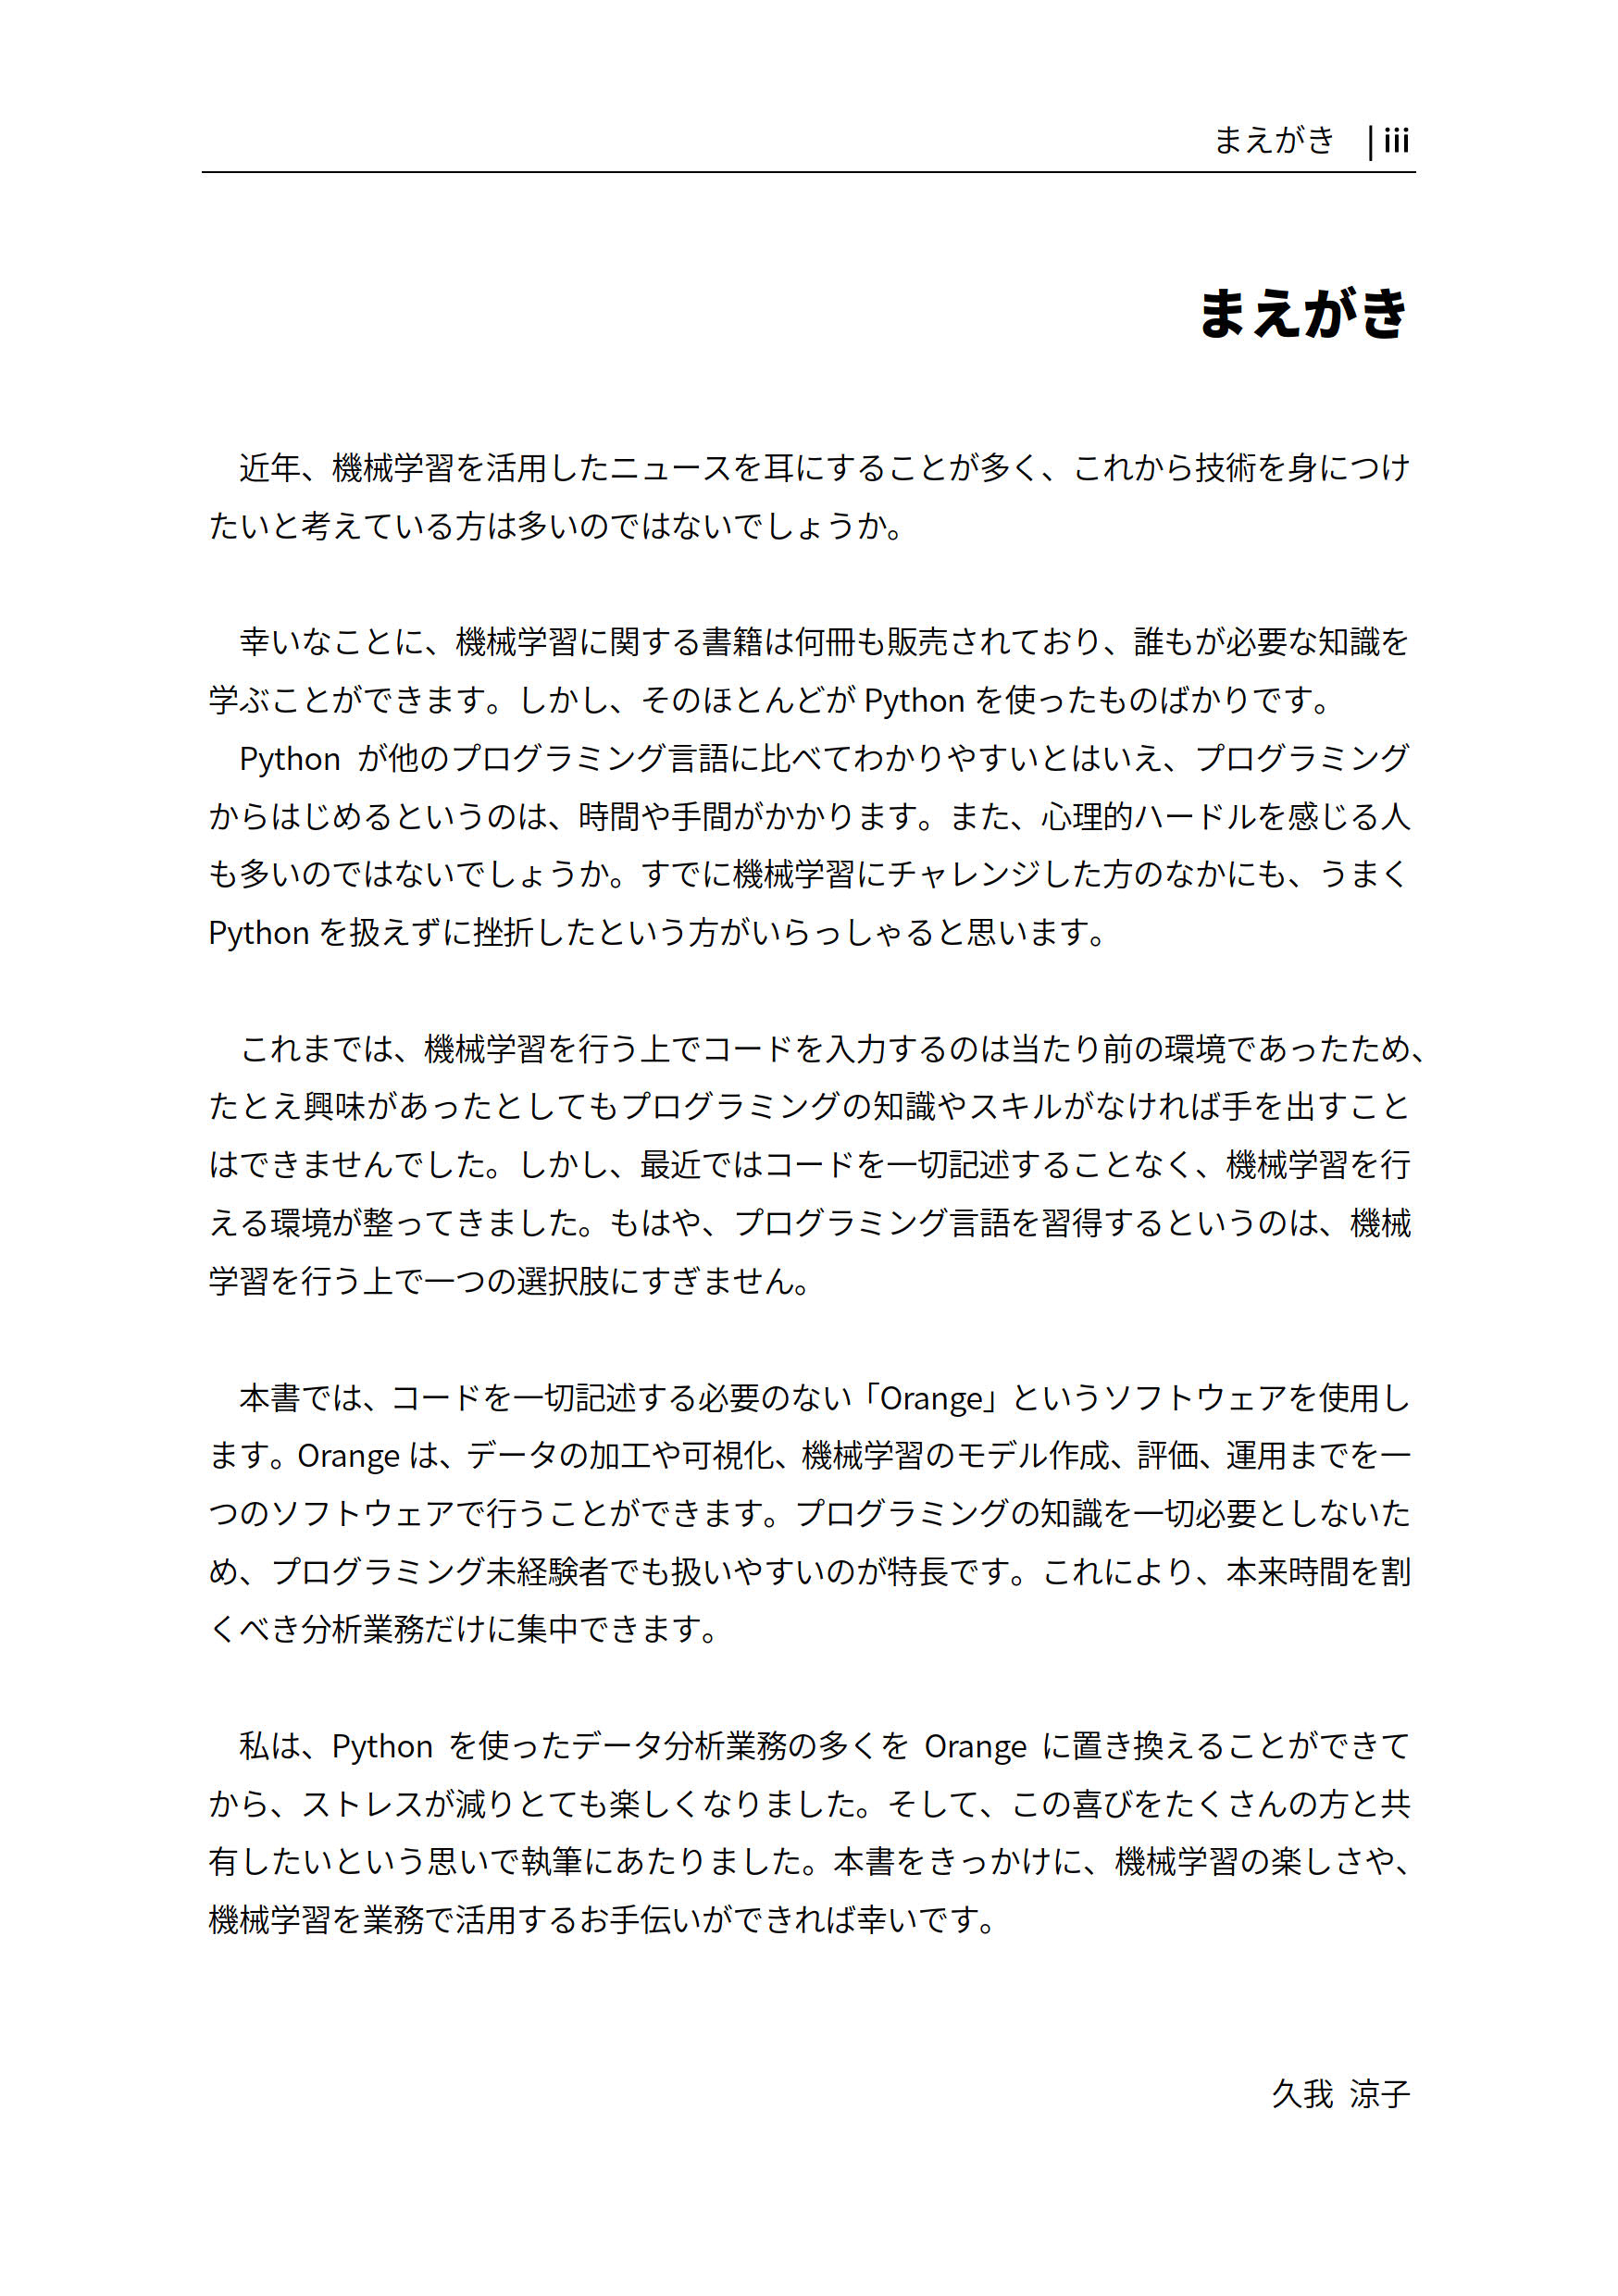 まえがき | iii
まえがき
近年、機械学習を活用したニュースを耳にすることが多く、これから技術を身につけ
たいと考えている方は多いのではないでしょうか。
幸いなことに、機械学習に関する書籍は何冊も販売されており、誰もが必要な知識を
学ぶことができます。しかし、そのほとんどが Python を使ったものばかりです。
Python が他のプログラミング言語に比べてわかりやすいとはいえ、プログラミング
からはじめるというのは、時間や手間がかかります。また、心理的ハードルを感じる人
も多いのではないでしょうか。すでに機械学習にチャレンジした方のなかにも、うまく
Python を扱えずに挫折したという方がいらっしゃると思います。
これまでは、機械学習を行う上でコードを入力するのは当たり前の環境であったため、
たとえ興味があったとしてもプログラミングの知識やスキルがなければ手を出すこと
はできませんでした。しかし、最近ではコードを一切記述することなく、機械学習を行
える環境が整ってきました。もはや、プログラミング言語を習得するというのは、機械
学習を行う上で一つの選択肢にすぎません。
本書では、コードを一切記述する必要のない「Orange」というソフトウェアを使用し
ます。Orange は、データの加工や可視化、機械学習のモデル作成、評価、運用までを一
つのソフトウェアで行うことができます。プログラミングの知識を一切必要としないた
め、プログラミング未経験者でも扱いやすいのが特長です。これにより、本来時間を割
くべき分析業務だけに集中できます。
私は、Python を使ったデータ分析業務の多くを Orange に置き換えることができて
から、ストレスが減りとても楽しくなりました。そして、この喜びをたくさんの方と共
有したいという思いで執筆にあたりました。本書をきっかけに、機械学習の楽しさや、
機械学習を業務で活用するお手伝いができれば幸いです。
久我 涼子